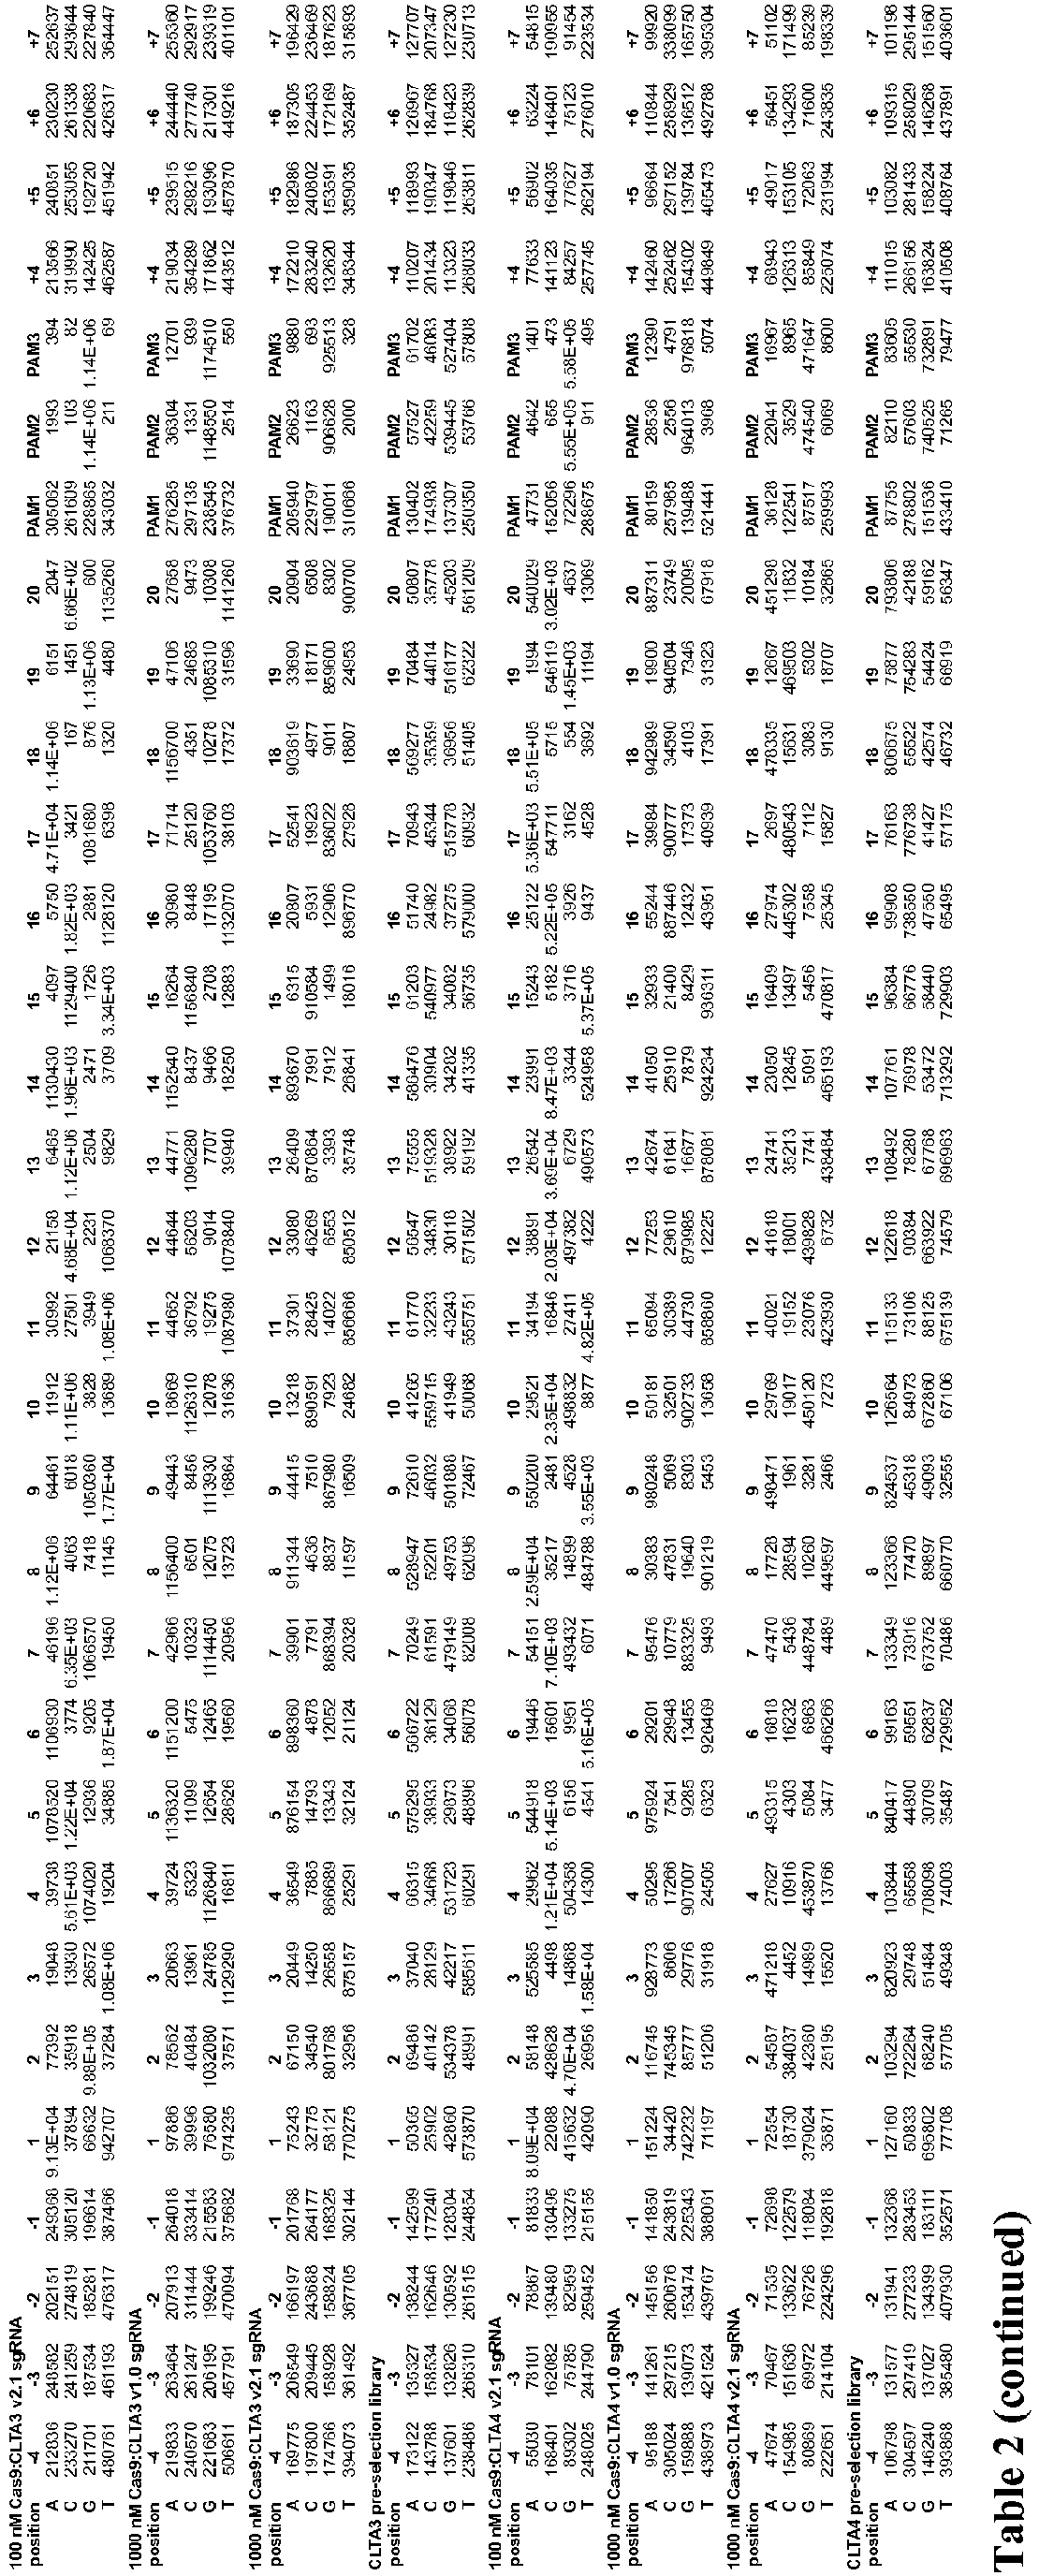 100 nM Cas9:CLTA3 v2.1 sgRNA
position -4 -3 -2 -1 1 2 3 4 5 6 7 8 9 10 11 12 13 14 15 16 17 18 19 20 PAM1 PAM2 PAM3 +4 +5 +6 +7
A 212836 248582 202151 249368 9.13E+04 77392 19048 39738 1078520 1106930 46196 1.12E+06 64461 11912 30992 21158 6465 1130430 4097 5750 4.71E+04 1.14E+06 6151 2047 305062 1993 394 213566 240851 230230 252637
C 233270 241259 274819 305120 37894 35918 13930 5.61E+03 1.22E+04 3774 6.35E+03 4063 6018 1.11E+06 27501 4.68E+04 1.12E+06 1.96E+03 1129400 1.82E+03 3421 167 1451 6.66E+02 261609 103 82 319990 253055 261338 293644
G 211701 187534 185261 196614 66632 9.88E+05 26572 1074020 12936 9205 1066570 7418 1050360 3828 3949 2231 2504 2471 1726 2881 1081680 876 1.13E+06 600 228865 1.14E+06 1.14E+06 142425 192720 220683 227840
T 480761 461193 476317 387466 942707 37284 1.08E+06 19204 34885 1.87E+04 19450 11145 1.77E+04 13689 1.08E+06 1068370 9829 3709 3.34E+03 1128120 6398 1320 4480 1135260 343032 211 69 462587 451942 426317 364447
1000 nM Cas9:CLTA3 v1.0 sgRNA
position -4 -3 -2 -1 1 2 3 4 5 6 7 8 9 10 11 12 13 14 15 16 17 18 19 20 PAM1 PAM2 PAM3 +4 +5 +6 +7
A 219833 263464 207913 264018 97886 78562 20663 39724 1136320 1151200 42966 1156400 49443 18669 44652 44644 44771 1152540 16264 30980 71714 1156700 47106 27658 276285 36304 12701 219034 239515 244440 255360
C 240570 261247 311444 333414 39996 40484 13961 5323 11099 5475 10323 6501 8456 1126310 36792 56203 1096280 8437 1156840 8448 25120 4351 24685 9473 297135 1331 939 354289 298216 277740 292917
G 221683 206195 199246 215583 76580 1032080 24785 1126840 12654 12465 1114450 12075 1113930 12078 19275 9014 7707 9466 2708 17195 1053760 10278 1085310 10308 238545 1148550 1174510 171862 193096 217301 239319
T 506611 457791 470094 375682 974235 37571 1129290 16811 28626 19560 20956 13723 16864 31636 1087980 1078840 39940 18250 12883 1132070 38103 17372 31596 1141260 376732 2514 550 443512 457870 449216 401101
1000 nM Cas9:CLTA3 v2.1 sgRNA
position -4 -3 -2 -1 1 2 3 4 5 6 7 8 9 10 11 12 13 14 15 16 17 18 19 20 PAM1 PAM2 PAM3 +4 +5 +6 +7
A 169775 206549 166197 201768 75243 67150 20449 36549 876154 898360 39901 911344 44415 13218 37301 33080 26409 893670 6315 20807 52541 903619 33690 20904 205940 26623 9880 172210 182986 187305 196429
C 197800 209445 243688 264177 32775 34540 14250 7885 14793 4878 7791 4636 7510 890591 28425 46269 870864 7991 910584 5931 19923 4977 18171 6508 229797 1163 693 283240 240802 224453 236469
G 174766 158928 158824 168325 58121 801768 26558 866689 13343 12052 868394 8837 867980 7923 14022 6553 3393 7912 1499 12906 836022 9011 859600 8302 190011 906628 925513 132620 153591 172169 187623
T 394073 361492 367705 302144 770275 32956 875157 25291 32124 21124 20328 11597 16509 24682 856666 850512 35748 26841 18016 896770 27928 18807 24953 900700 310666 2000 328 348344 359035 352487 315893
CLTA3 pre-selection library
position -4 -3 -2 -1 1 2 3 4 5 6 7 8 9 10 11 12 13 14 15 16 17 18 19 20 PAM1 PAM2 PAM3 +4 +5 +6 +7
A 173122 135327 138244 142599 50365 69486 37040 66315 575295 566722 70249 528947 72610 41265 61770 56547 75555 586476 61203 51740 70943 569277 70484 50807 130402 57527 61702 110207 118993 126967 127707
C 143788 158534 162646 177240 25902 40142 28129 34668 38933 36129 61591 52201 46032 559715 32233 34830 519328 30904 540977 24982 45344 35359 44014 35778 174938 42259 46083 201434 190347 184768 207347
G 137601 132826 130592 128304 42860 534378 42217 531723 29873 34068 479149 49753 501888 41949 43243 30118 38922 34282 34082 37275 515778 36956 516177 45203 137307 539445 527404 113323 119846 118423 127230
T 238486 266310 261515 244854 573870 48991 585611 60291 48896 56078 82008 62096 72467 50068 555751 571502 59192 41335 56735 579000 60932 51405 62322 561209 250350 53766 57808 268033 263811 262839 230713
100 nM Cas9:CLTA4 v2.1 sgRNA
position -4 -3 -2 -1 1 2 3 4 5 6 7 8 9 10 11 12 13 14 15 16 17 18 19 20 PAM1 PAM2 PAM3 +4 +5 +6 +7
A 55030 78101 78867 81833 8.09E+04 58148 525585 29962 544918 19446 54151 2.59E+04 550200 29521 34194 38891 26542 23991 15243 25122 5.36E+03 5.51E+05 1994 540029 47731 4642 1401 77633 56902 63224 54815
C 168401 162082 139480 130495 22088 428628 4498 1.21E+04 5.14E+03 15601 7.10E+03 35217 2481 2.35E+04 16846 2.03E+04 3.69E+04 8.47E+03 5182 5.22E+05 547711 5715 546119 3.02E+03 152056 655 473 141123 164035 146401 190955
G 89302 75785 82959 133275 415632 4.70E+04 14868 504358 6156 9951 493432 14899 4528 498832 27411 497382 6729 3344 3716 3926 3162 554 1.45E+03 4637 72296 5.55E+05 5.58E+05 84257 77627 75123 91454
T 248025 244790 259452 215155 42090 26956 1.58E+04 14300 4541 5.16E+05 6071 484788 3.55E+03 8877 4.82E+05 4222 490573 524958 5.37E+05 9437 4528 3692 11194 13069 288675 911 495 257745 262194 276010 223534
1000 nM Cas9:CLTA4 v1.0 sgRNA
position -4 -3 -2 -1 1 2 3 4 5 6 7 8 9 10 11 12 13 14 15 16 17 18 19 20 PAM1 PAM2 PAM3 +4 +5 +6 +7
A 95188 141261 145156 141850 151224 116745 928773 50295 975924 29201 95476 30383 980248 50181 65094 77253 42674 41050 32933 55244 39984 942989 19900 887311 80159 28536 12390 142460 96664 110844 99920
C 305024 297215 260676 243819 34420 745345 8606 17266 7541 29948 10779 47831 5069 32501 30389 29610 61641 25910 21400 887446 900777 34590 940504 23749 257985 2556 4791 252462 297152 258929 336099
G 159888 139073 153474 225343 742232 85777 29776 907007 9285 13455 883325 19640 8303 902733 44730 879985 16677 7879 8429 12432 17373 4103 7346 20085 139488 964013 976818 154302 139784 136512 165750
T 438973 421524 439767 388061 71197 51206 31918 24505 6323 926469 9493 901219 5453 13658 858860 12225 878081 924234 936311 43951 40939 17391 31323 67918 521441 3968 5074 449849 465473 492788 395304
1000 nM Cas9:CLTA4 v2.1 sgRNA
position -4 -3 -2 -1 1 2 3 4 5 6 7 8 9 10 11 12 13 14 15 16 17 18 19 20 PAM1 PAM2 PAM3 +4 +5 +6 +7
A 47674 70467 71535 72698 72554 54587 471218 27627 493315 16818 47470 17728 498471 29769 40021 41618 24741 23050 16409 27974 2697 478335 12667 451298 36128 22041 16967 68943 49017 56451 51102
C 154985 151636 133622 122579 18730 384037 4452 10916 4303 16232 5436 28594 1961 19017 19152 18001 35213 12845 13497 445302 480543 15631 469503 11832 122541 3529 8965 126313 153105 134293 171499
G 80869 69972 76726 118084 379024 42360 14989 453870 5084 6863 448784 10260 3281 450120 23076 439828 7741 5091 5456 7558 7112 3083 5302 10184 87517 474540 471647 85849 72063 71600 85239
T 222651 214104 224296 192818 35871 25195 15520 13766 3477 466266 4489 449597 2466 7273 423930 6732 438484 465193 470817 25345 15827 9130 18707 32865 259993 6069 8600 225074 231994 243835 198339
CLTA4 pre-selection library
position -4 -3 -2 -1 1 2 3 4 5 6 7 8 9 10 11 12 13 14 15 16 17 18 19 20 PAM1 PAM2 PAM3 +4 +5 +6 +7
A 106798 131577 131941 132368 127160 103294 820923 103844 840417 99163 133349 123366 824537 126564 115133 122618 108492 107761 96384 99908 76163 806675 75877 793806 87755 82110 83605 111015 103082 109315 101198
C 304597 297419 277233 283453 50833 722264 29748 65558 44890 59551 73916 77470 45318 84973 73106 90384 78280 76978 66776 738550 776738 55522 754283 42188 278802 57603 55530 266156 281433 258029 295144
G 146240 137027 134399 183111 695802 68240 51484 708098 30709 62837 673752 89897 49093 672860 88125 663922 67768 53472 58440 47550 41427 42574 54424 59162 151536 740525 732891 163824 158224 146268 151560
T 393868 385480 407930 352571 77708 57705 49348 74003 35487 729952 70486 660770 32555 67106 675139 74579 696963 713292 729903 65495 57175 46732 66919 56347 433410 71265 79477 410508 408764 437891 403601
Table 2 (continued)